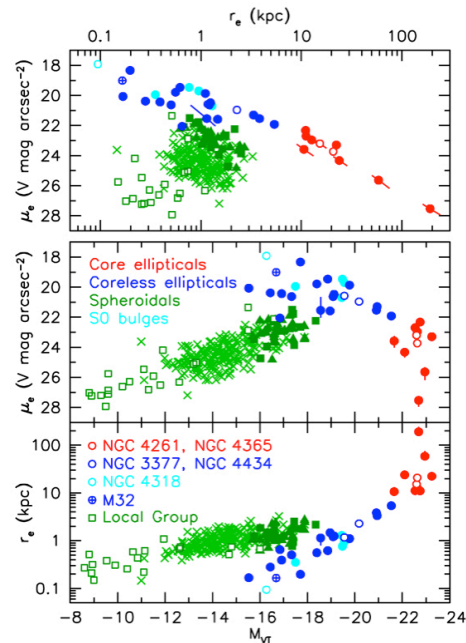 r_e (kpc)
0.1 1 10 100
18
20
22
24
26
28
μ_e (V mag arcsec⁻²)
18
20
22
24
26
28
μ_e (V mag arcsec⁻²)
Core ellipticals
Coreless ellipticals
Spheroidals
S0 bulges
100
10
1
0.1
r_e (kpc)
NGC 4261, NGC 4365
NGC 3377, NGC 4434
NGC 4318
M32
Local Group
-8 -10 -12 -14 -16 -18 -20 -22 -24
M_VT